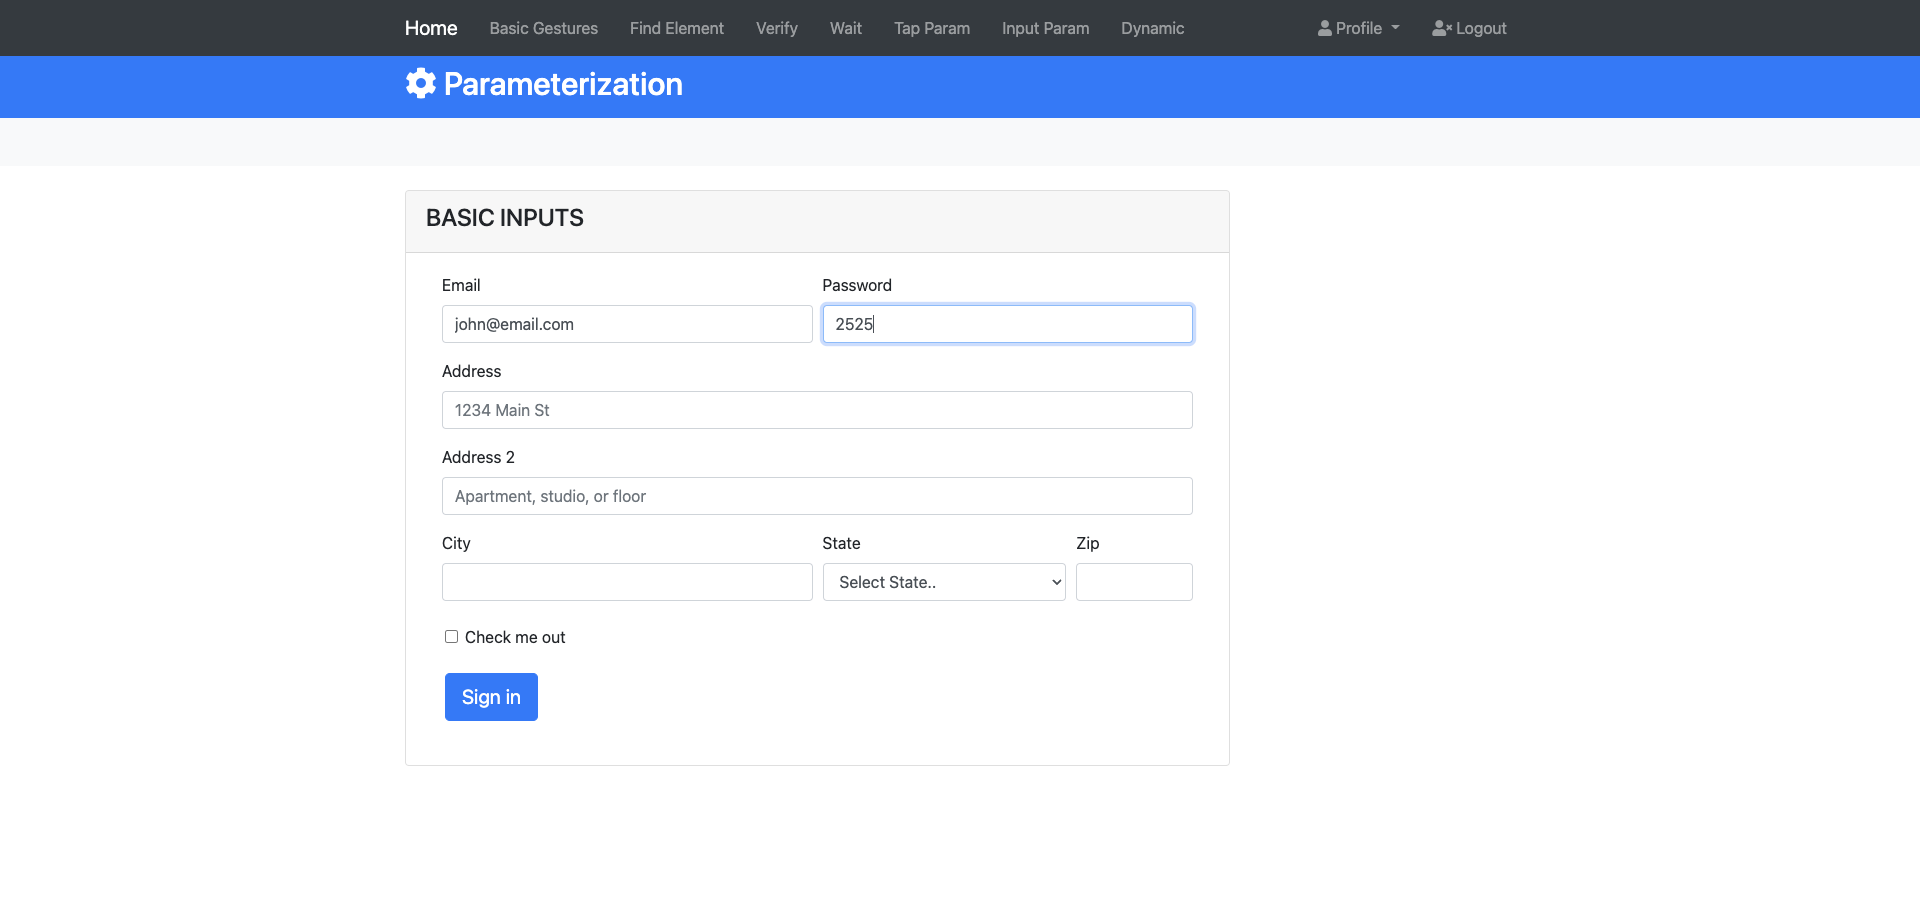 Home Basic Gestures Find Element Verify Wait Tap Param Input Param Dynamic Profile Logout
Parameterization
BASIC INPUTS
Email Password
john@email.com 2525
Address
1234 Main St
Address 2
Apartment, studio, or floor
City State Zip
Select State..
Check me out
Sign in